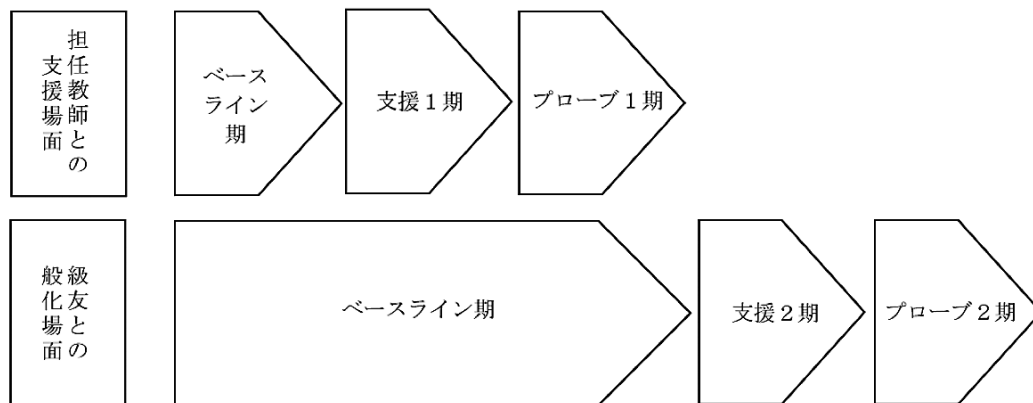 担任教師との
支援場面
ベース
ライン
期
支援１期
プローブ１期
級友との
般化場面
ベースライン期
支援２期
プローブ２期